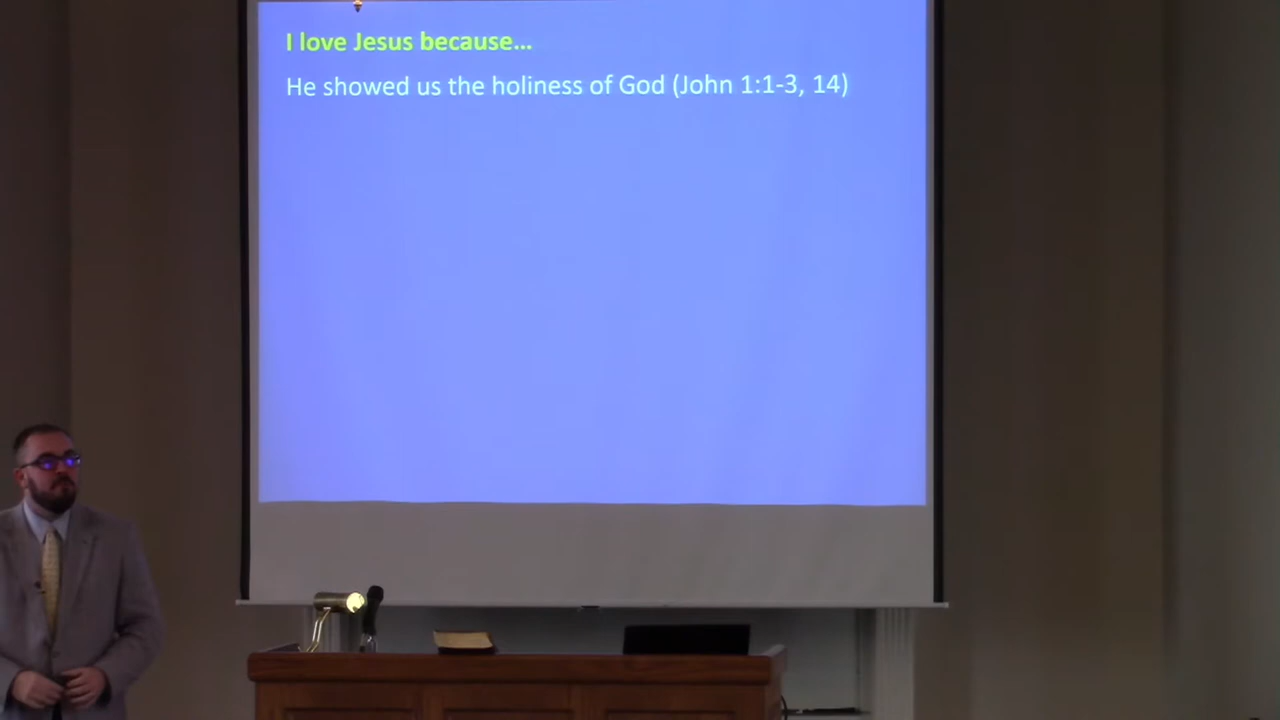 I love Jesus because...
He showed us the holiness of God (John 1:1-3, 14)